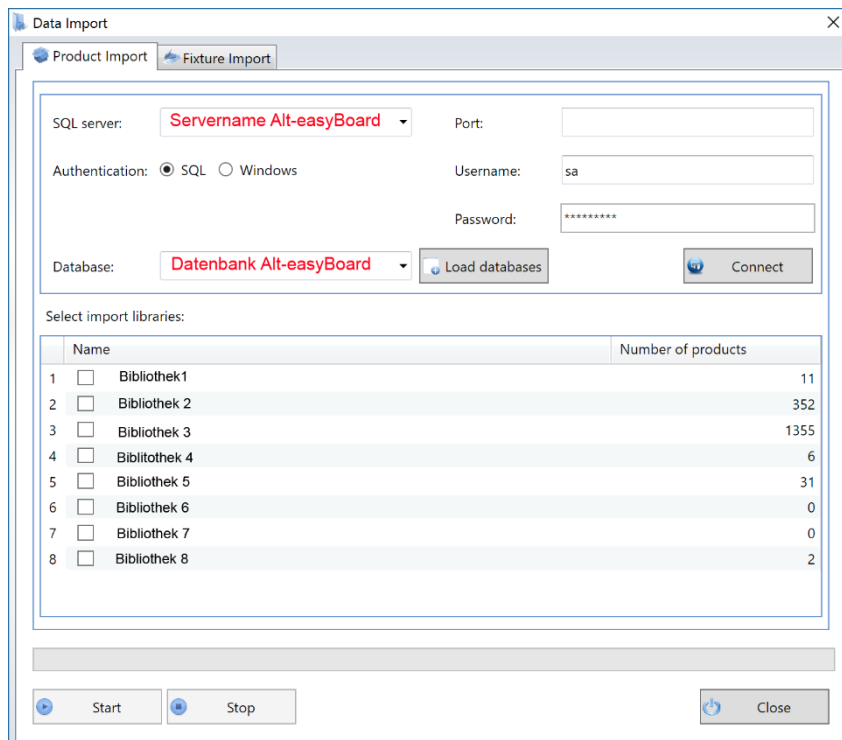 Data Import
Product Import Fixture Import
SQL server: Servername Alt-easyBoard Port:
Authentication: SQL Windows Username: sa
Password: *********
Database: Datenbank Alt-easyBoard Load databases Connect
Select import libraries:
Name Number of products
1 Bibliothek1 11
2 Bibliothek 2 352
3 Bibliothek 3 1355
4 Biblitothek 4 6
5 Bibliothek 5 31
6 Bibliothek 6 0
7 Bibliothek 7 0
8 Bibliothek 8 2
Start Stop Close